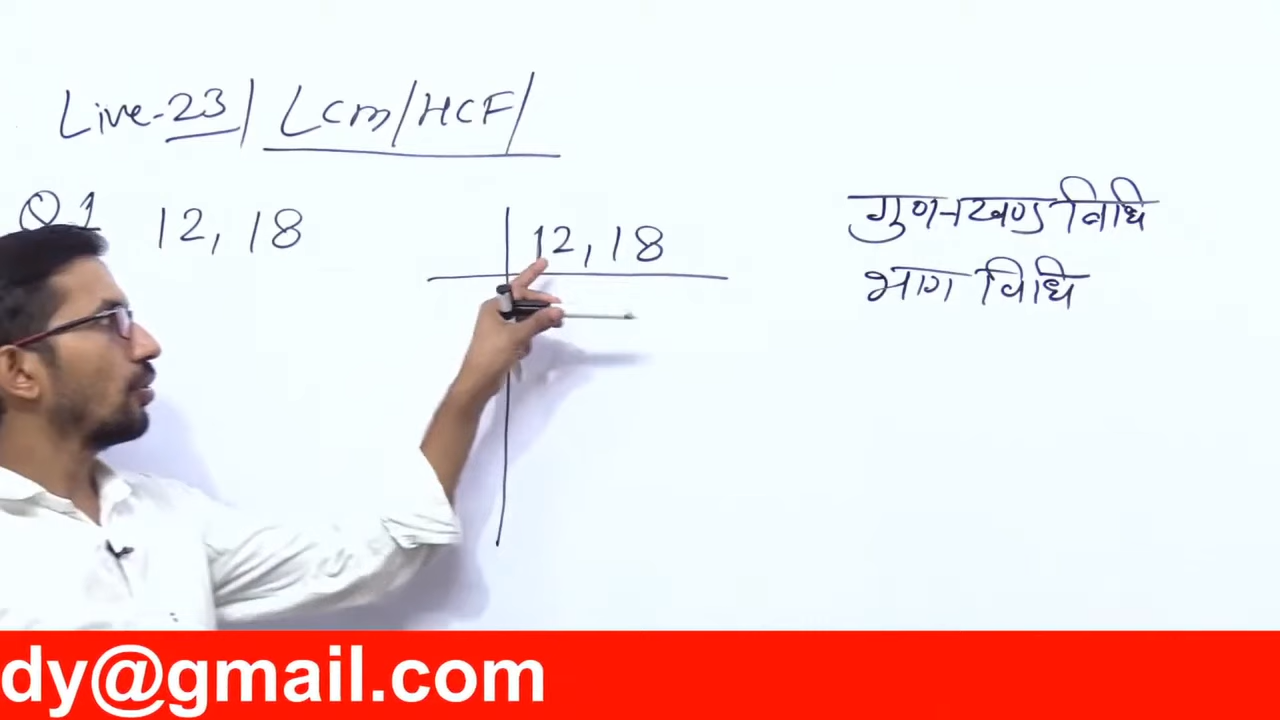 Live-23/ LCM/HCF/
Q1 12, 18
12, 18
गुणनखण्ड विधि
भाग विधि
dy@gmail.com